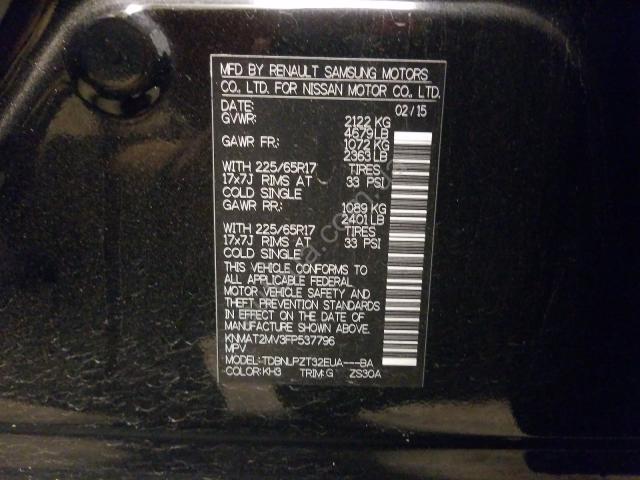 MFD BY RENAULT SAMSUNG MOTORS
CO., LTD. FOR NISSAN MOTOR CO., LTD.
DATE: 02/15
GVWR: 2122 KG
4679 LB
GAWR FR: 1072 KG
2363 LB
WITH 225/65R17 TIRES
17x7J RIMS AT 33 PSI
COLD SINGLE
GAWR RR: 1089 KG
2401 LB
WITH 225/65R17 TIRES
17x7J RIMS AT 33 PSI
COLD SINGLE
THIS VEHICLE CONFORMS TO
ALL APPLICABLE FEDERAL
MOTOR VEHICLE SAFETY AND
THEFT PREVENTION STANDARDS
IN EFFECT ON THE DATE OF
MANUFACTURE SHOWN ABOVE.
KNMAT2MV3FP537796
MPV
MODEL: TDBNLPZT32EUA---BA
COLOR: KH3 TRIM: G ZS30A